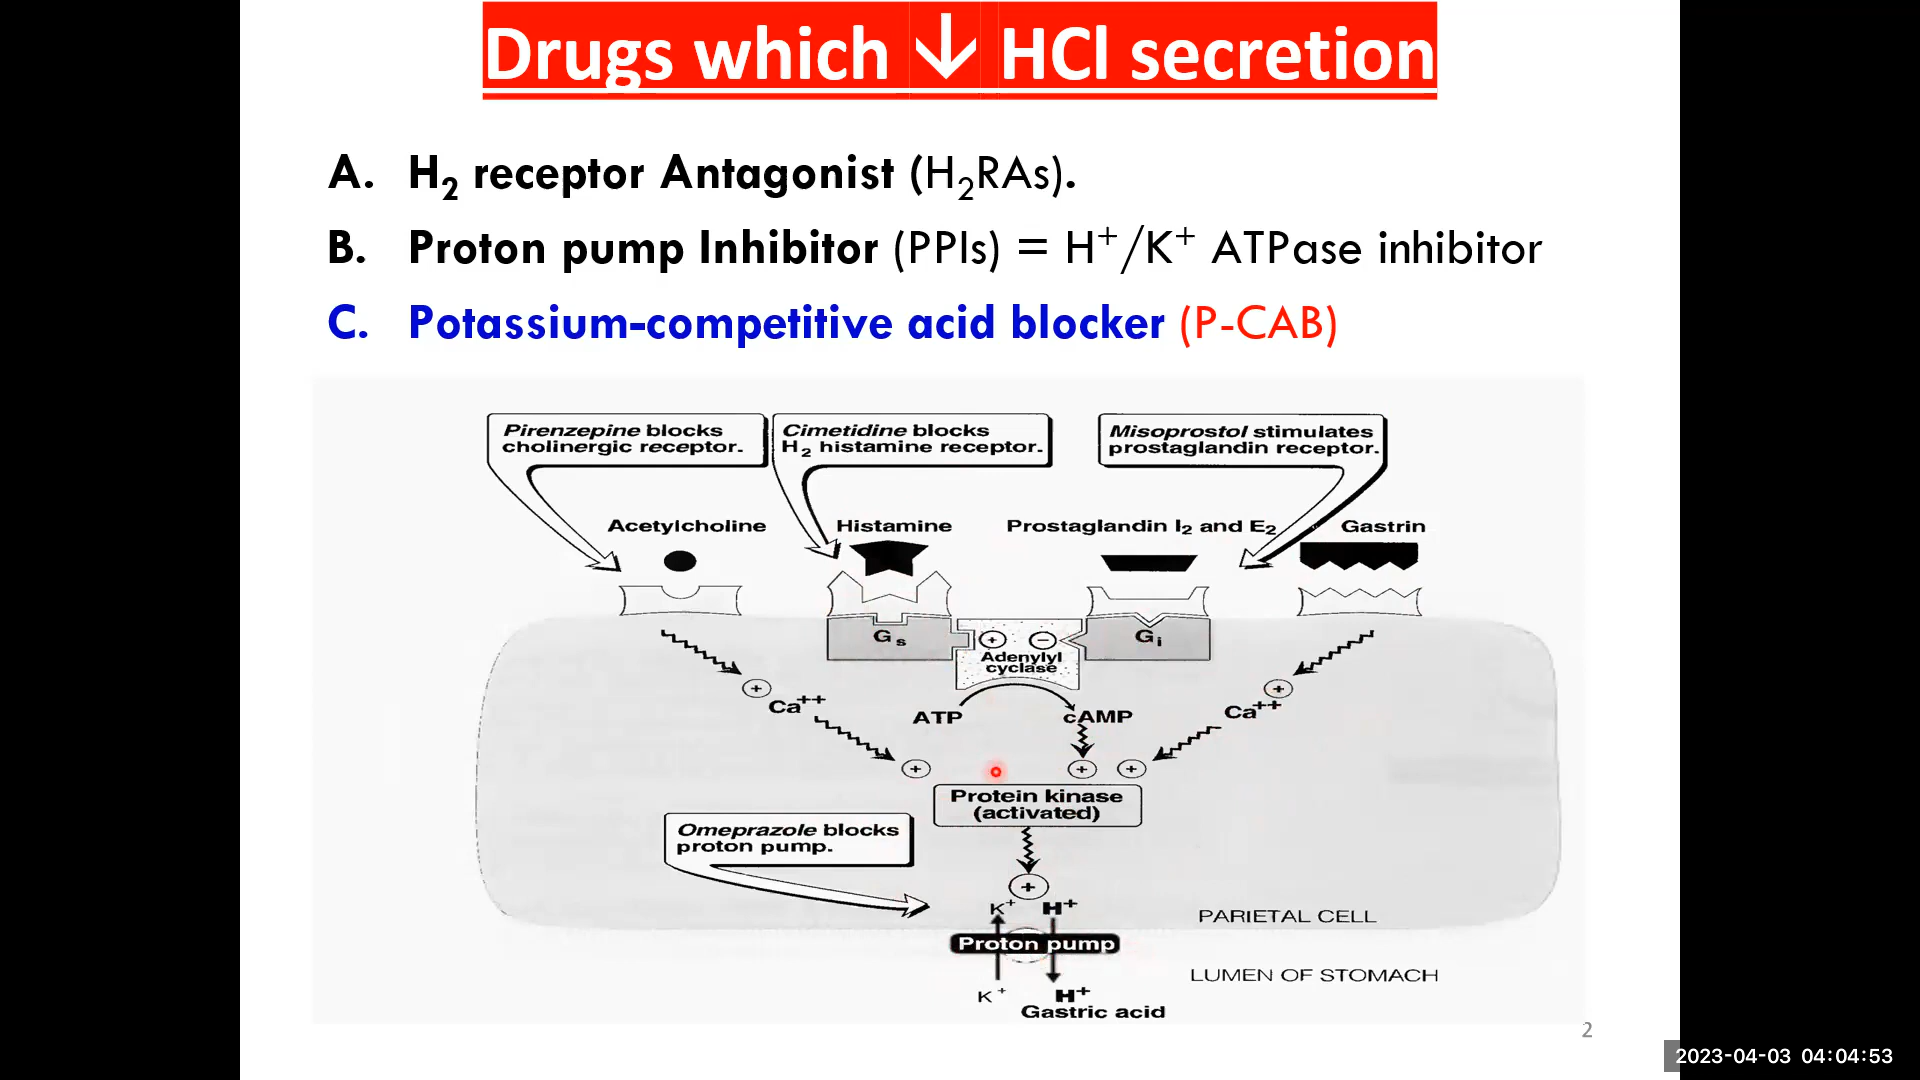 Drugs which ↓ HCl secretion
A. H₂ receptor Antagonist (H₂RAs).
B. Proton pump Inhibitor (PPIs) = H⁺/K⁺ ATPase inhibitor
C. Potassium-competitive acid blocker (P-CAB)
Pirenzepine blocks
cholinergic receptor.
Cimetidine blocks
H₂ histamine receptor.
Misoprostol stimulates
prostaglandin receptor.
Acetylcholine
Histamine
Prostaglandin I₂ and E₂
Gastrin
Gs
+
−
Gi
Adenylyl
cyclase
+
Ca⁺⁺
ATP
cAMP
+
Ca⁺⁺
+
+
+
Protein kinase
(activated)
Omeprazole blocks
proton pump.
+
K⁺
H⁺
PARIETAL CELL
Proton pump
LUMEN OF STOMACH
K⁺
H⁺
Gastric acid
2
2023-04-03 04:04:53